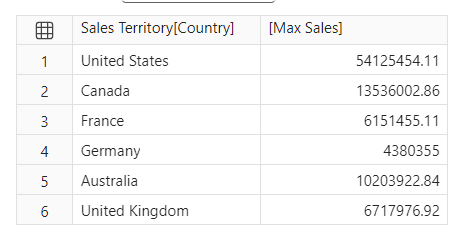 Sales Territory[Country] [Max Sales]
1 United States 54125454.11
2 Canada 13536002.86
3 France 6151455.11
4 Germany 4380355
5 Australia 10203922.84
6 United Kingdom 6717976.92